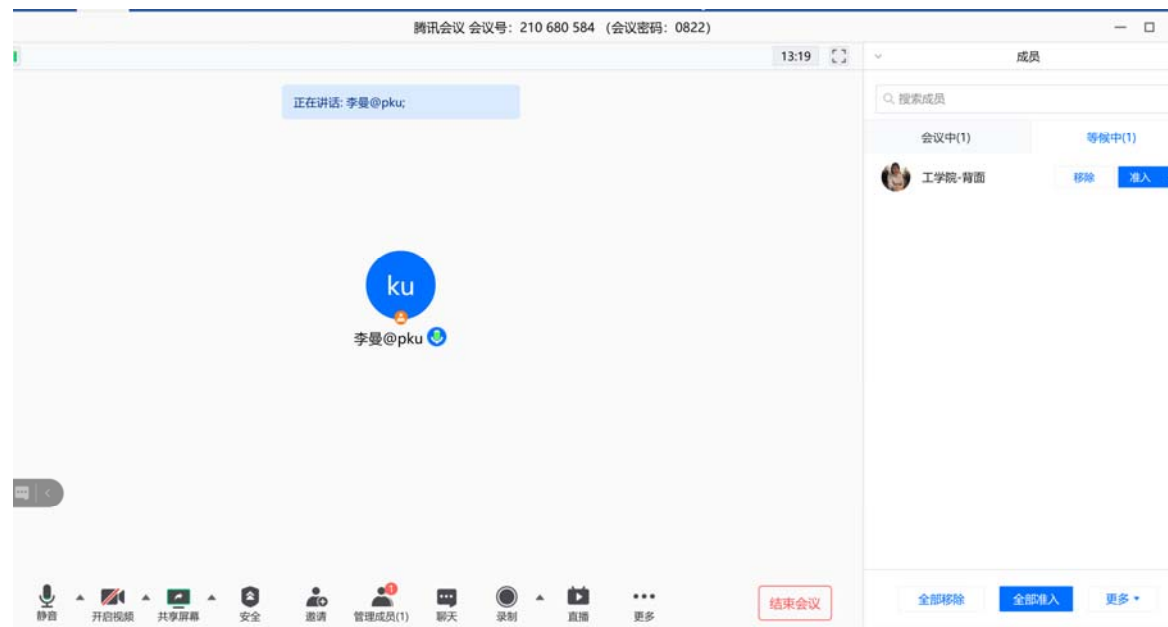 腾讯会议 会议号：210 680 584 （会议密码：0822）
13:19
成员
正在讲话: 李曼@pku;
搜索成员
会议中(1)
等候中(1)
工学院-背面
移除
准入
ku
李曼@pku
静音
开启视频
共享屏幕
安全
邀请
1
管理成员(1)
聊天
录制
直播
更多
结束会议
全部移除
全部准入
更多